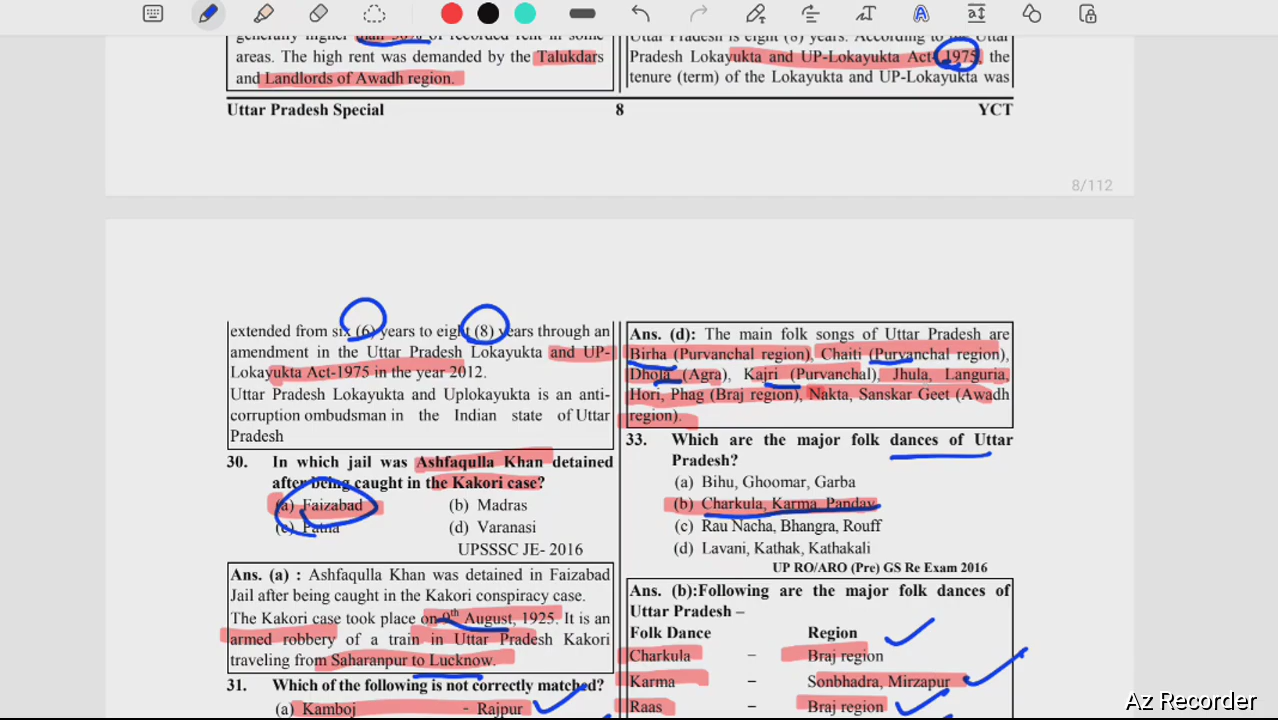 generally higher than 50% of recorded rent in some
areas. The high rent was demanded by the Talukdars
and Landlords of Awadh region.
Uttar Pradesh is eight (8) years. According to the Uttar
Pradesh Lokayukta and UP-Lokayukta Act- 1975, the
tenure (term) of the Lokayukta and UP-Lokayukta was
Uttar Pradesh Special 8 YCT
8/112
extended from six (6) years to eight (8) years through an
amendment in the Uttar Pradesh Lokayukta and UP-
Lokayukta Act-1975 in the year 2012.
Uttar Pradesh Lokayukta and Uplokayukta is an anti-
corruption ombudsman in the Indian state of Uttar
Pradesh
30. In which jail was Ashfaqulla Khan detained
after being caught in the Kakori case?
(a) Faizabad (b) Madras
(c) Patna (d) Varanasi
UPSSSC JE- 2016
Ans. (a) : Ashfaqulla Khan was detained in Faizabad
Jail after being caught in the Kakori conspiracy case.
The Kakori case took place on 9th August, 1925. It is an
armed robbery of a train in Uttar Pradesh Kakori
traveling from Saharanpur to Lucknow.
31. Which of the following is not correctly matched?
(a) Kamboj - Rajpur
Ans. (d): The main folk songs of Uttar Pradesh are
Birha (Purvanchal region), Chaiti (Purvanchal region),
Dhola (Agra), Kajri (Purvanchal), Jhula, Languria,
Hori, Phag (Braj region), Nakta, Sanskar Geet (Awadh
region).
33. Which are the major folk dances of Uttar
Pradesh?
(a) Bihu, Ghoomar, Garba
(b) Charkula, Karma, Pandav
(c) Rau Nacha, Bhangra, Rouff
(d) Lavani, Kathak, Kathakali
UP RO/ARO (Pre) GS Re Exam 2016
Ans. (b):Following are the major folk dances of
Uttar Pradesh –
Folk Dance Region
Charkula – Braj region
Karma – Sonbhadra, Mirzapur
Raas – Braj region
Az Recorder